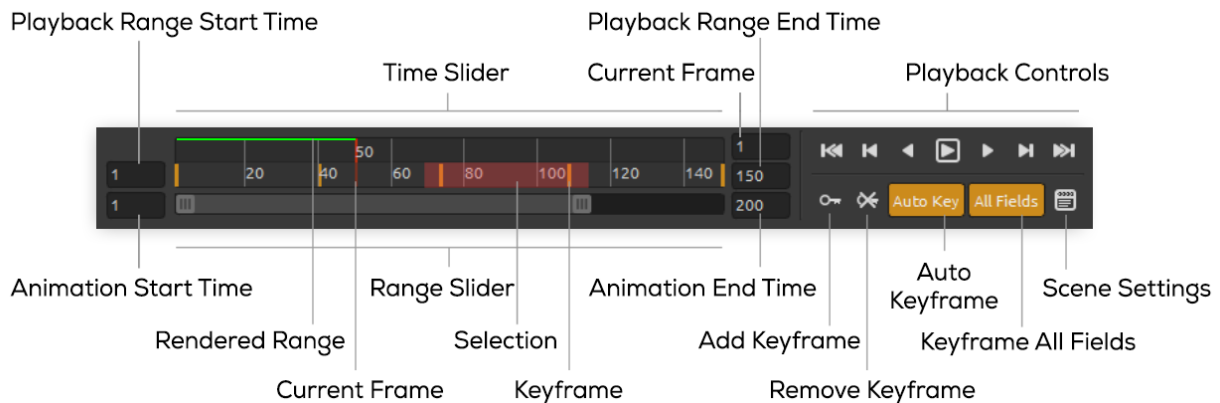 Playback Range Start Time
Playback Range End Time
Time Slider
Current Frame
Playback Controls
50
1
1
20
40
60
80
100
120
140
150
1
200
Auto Key
All Fields
Animation Start Time
Range Slider
Animation End Time
Auto
Keyframe
Scene Settings
Rendered Range
Selection
Add Keyframe
Keyframe All Fields
Current Frame
Keyframe
Remove Keyframe